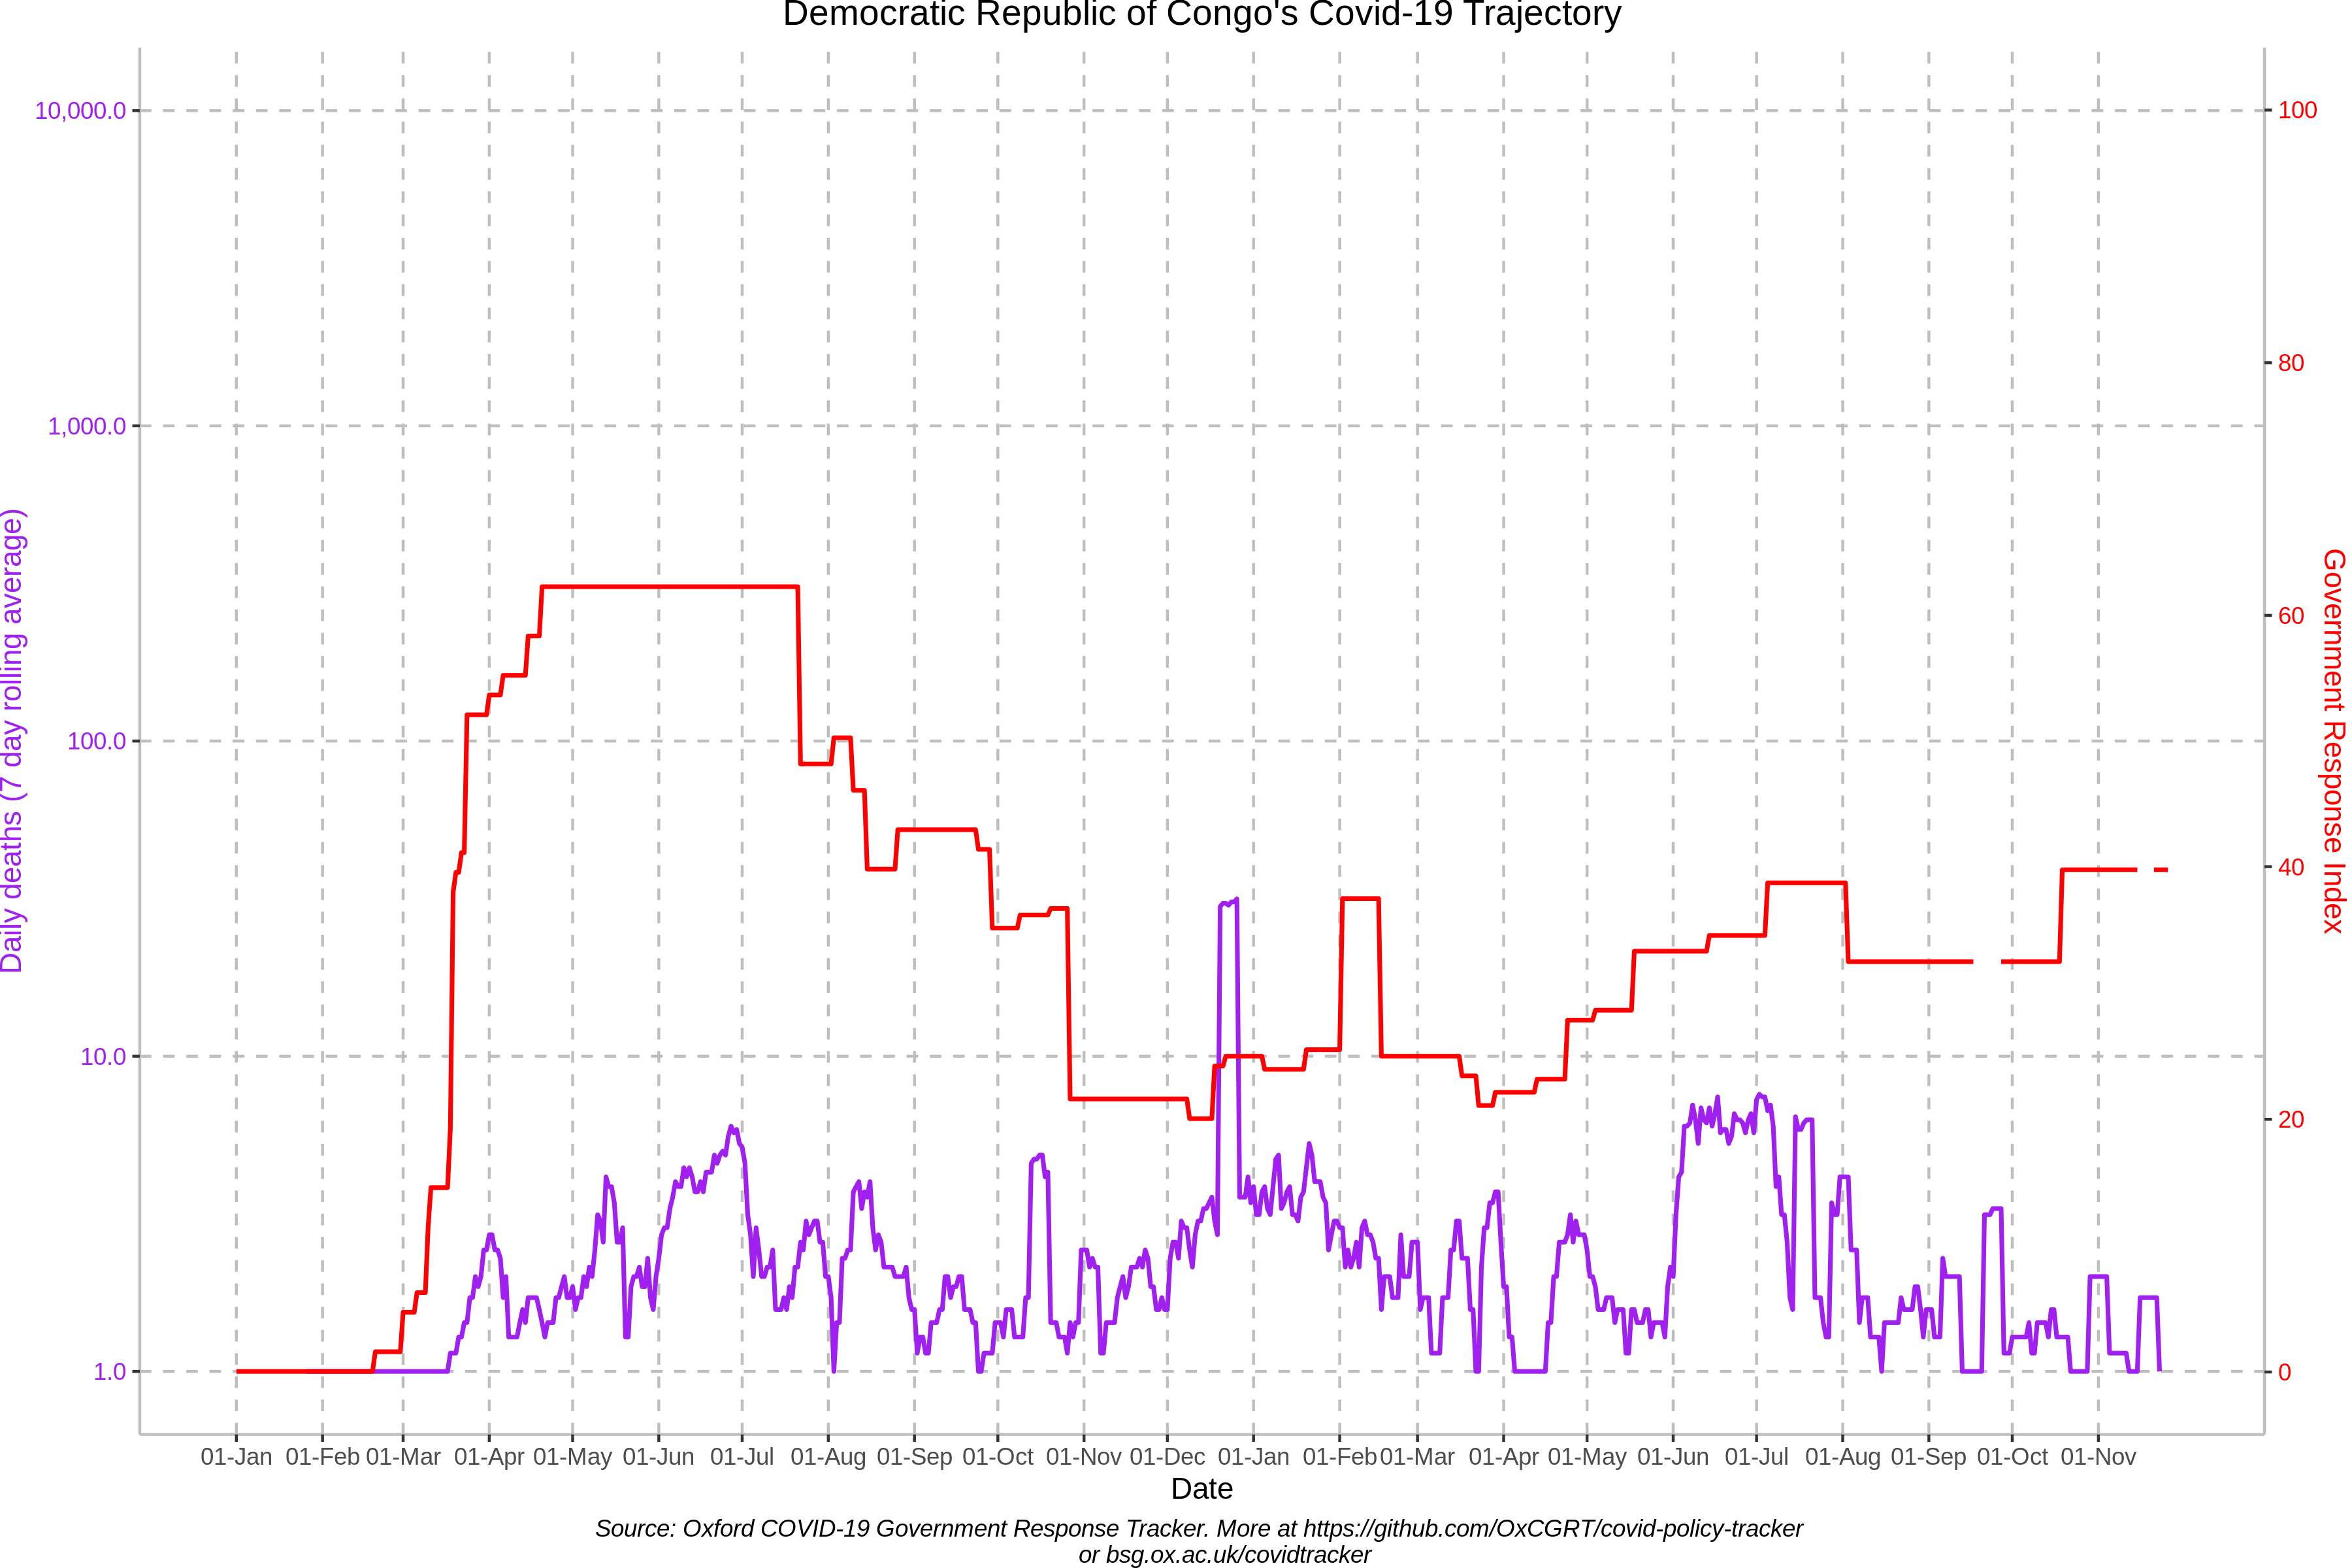 Democratic Republic of Congo's Covid-19 Trajectory
Daily deaths (7 day rolling average)
10,000.0
1,000.0
100.0
10.0
1.0
100
80
60
40
20
0
Government Response Index
01-Jan 01-Feb 01-Mar 01-Apr 01-May 01-Jun 01-Jul 01-Aug 01-Sep 01-Oct 01-Nov 01-Dec 01-Jan 01-Feb 01-Mar 01-Apr 01-May 01-Jun 01-Jul 01-Aug 01-Sep 01-Oct 01-Nov
Date
Source: Oxford COVID-19 Government Response Tracker. More at https://github.com/OxCGRT/covid-policy-tracker
or bsg.ox.ac.uk/covidtracker